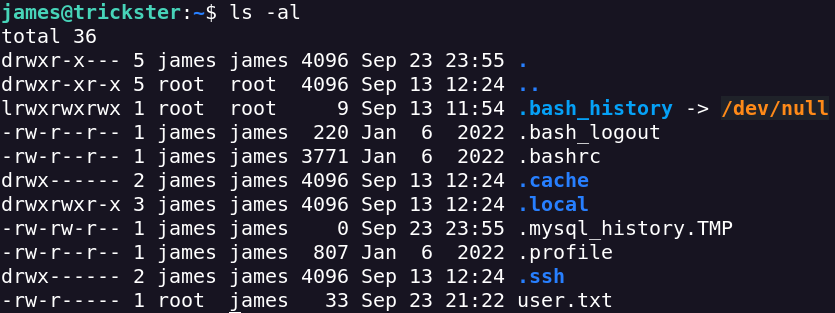 james@trickster:~$ ls -al
total 36
drwxr-x--- 5 james james 4096 Sep 23 23:55 .
drwxr-xr-x 5 root  root  4096 Sep 13 12:24 ..
lrwxrwxrwx 1 root  root     9 Sep 13 11:54 .bash_history -> /dev/null
-rw-r--r-- 1 james james  220 Jan  6  2022 .bash_logout
-rw-r--r-- 1 james james 3771 Jan  6  2022 .bashrc
drwx------ 2 james james 4096 Sep 13 12:24 .cache
drwxrwxr-x 3 james james 4096 Sep 13 12:24 .local
-rw-rw-r-- 1 james james    0 Sep 23 23:55 .mysql_history.TMP
-rw-r--r-- 1 james james  807 Jan  6  2022 .profile
drwx------ 2 james james 4096 Sep 13 12:24 .ssh
-rw-r----- 1 root  james   33 Sep 23 21:22 user.txt